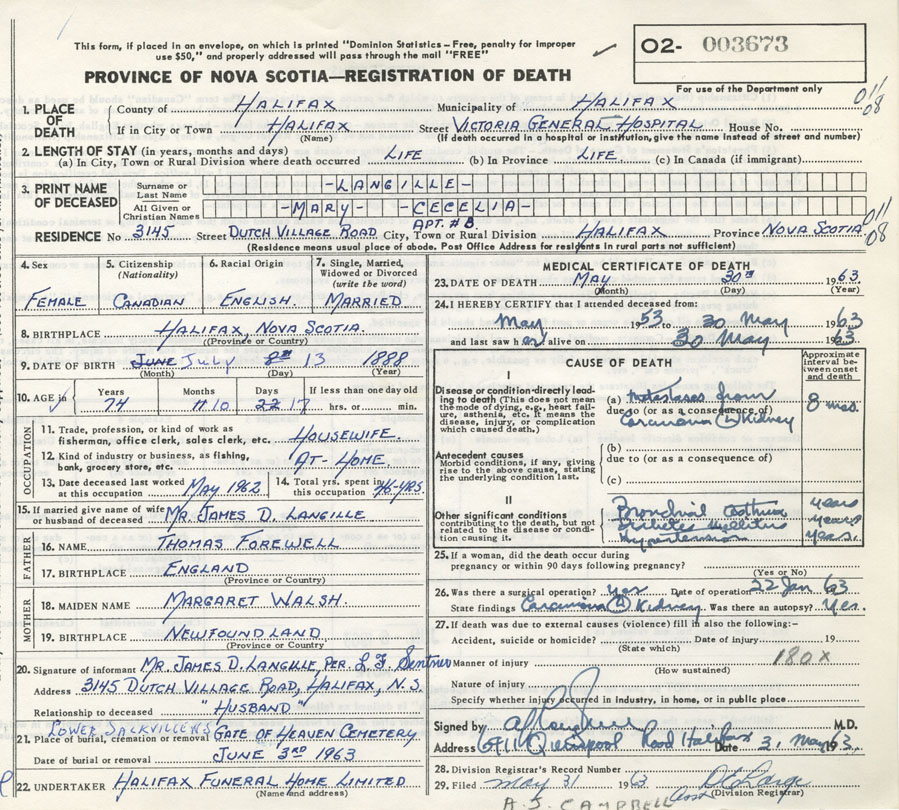 This form, if placed in an envelope, on which is printed "Dominion Statistics – Free, penalty for improper
use $50," and properly addressed will pass through the mail "FREE"
O2- 003673
For use of the Department only
PROVINCE OF NOVA SCOTIA—REGISTRATION OF DEATH
011
08
1. PLACE OF DEATH County of HALIFAX Municipality of HALIFAX
If in City or Town HALIFAX (Name) Street VICTORIA GENERAL HOSPITAL House No.
(If death occurred in a hospital or institution, give the name instead of street and number)
2. LENGTH OF STAY (in years, months and days)
(a) In City, Town or Rural Division where death occurred LIFE (b) In Province LIFE. (c) In Canada (if immigrant)
3. PRINT NAME OF DECEASED
Surname or Last Name -LANGILLE-
All Given or Christian Names -MARY- -CECELIA-
APT. # B.
RESIDENCE No. 3145 Street DUTCH VILLAGE ROAD City, Town or Rural Division HALIFAX Province NOVA SCOTIA
011
08
(Residence means usual place of abode. Post Office Address for residents in rural parts not sufficient)
4. Sex FEMALE
5. Citizenship (Nationality) CANADIAN
6. Racial Origin ENGLISH.
7. Single, Married, Widowed or Divorced (write the word) MARRIED
8. BIRTHPLACE HALIFAX, NOVA SCOTIA.
(Province or Country)
9. DATE OF BIRTH JUNE July 8TH 13 1888
(Month) (Day) (Year)
10. AGE in Years 74 Months 10 Days 22 17 If less than one day old hrs. or min.
OCCUPATION
11. Trade, profession, or kind of work as fisherman, office clerk, sales clerk, etc. HOUSEWIFE.
12. Kind of industry or business, as fishing, bank, grocery store, etc. AT-HOME.
13. Date deceased last worked at this occupation MAY 1962 14. Total yrs. spent in this occupation 46-YRS.
15. If married give name of wife or husband of deceased MR. JAMES D. LANGILLE
FATHER
16. NAME THOMAS FOREWELL
17. BIRTHPLACE ENGLAND
(Province or Country)
MOTHER
18. MAIDEN NAME MARGARET WALSH.
19. BIRTHPLACE NEWFOUNDLAND
(Province or Country)
20. Signature of informant MR. JAMES D. LANGILLE, PER.
Address 3145 DUTCH VILLAGE ROAD, HALIFAX, N.S.
Relationship to deceased "HUSBAND"
LOWER SACKVILLE NS
21. Place of burial, cremation or removal GATE OF HEAVEN CEMETERY
Date of burial or removal JUNE 3RD 1963
22. UNDERTAKER HALIFAX FUNERAL HOME LIMITED
(Name and address)
MEDICAL CERTIFICATE OF DEATH
23. DATE OF DEATH MAY 30TH 1963
(Month) (Day) (Year)
24. I HEREBY CERTIFY that I attended deceased from:
May 1953 to 30 May 1963
and last saw her alive on 30 May 1963
CAUSE OF DEATH
Approximate interval between onset and death
I
Disease or condition directly leading to death (This does not mean the mode of dying, e.g., heart failure, asthenia, etc. It means the disease, injury, or complication which caused death.)
(a) Metastases from
due to (or as a consequence of)
Carcinoma Kidney
8 mos.
Antecedent causes
Morbid conditions, if any, giving rise to the above cause, stating the underlying condition last.
(b)
due to (or as a consequence of)
(c)
II
Other significant conditions contributing to the death, but not related to the disease or condition causing it.
Bronchial Asthma years
Diabetes Mellitus years
Hypertension years.
25. If a woman, did the death occur during pregnancy or within 90 days following pregnancy?
(Yes or No)
26. Was there a surgical operation? Yes Date of operation 22 Jan 63
State findings Carcinoma Kidney. Was there an autopsy? Yes.
27. If death was due to external causes (violence) fill in also the following:-
Accident, suicide or homicide? Date of injury 19
(State which)
Manner of injury 180X
(How sustained)
Nature of injury
Specify whether injury occurred in Industry, in home, or in public place
Signed by M.D.
Address Road Halifax Date 31 May 1963.
28. Division Registrar's Record Number
29. Filed May 31 1963
(Division Registrar)
A. J. CAMPBELL